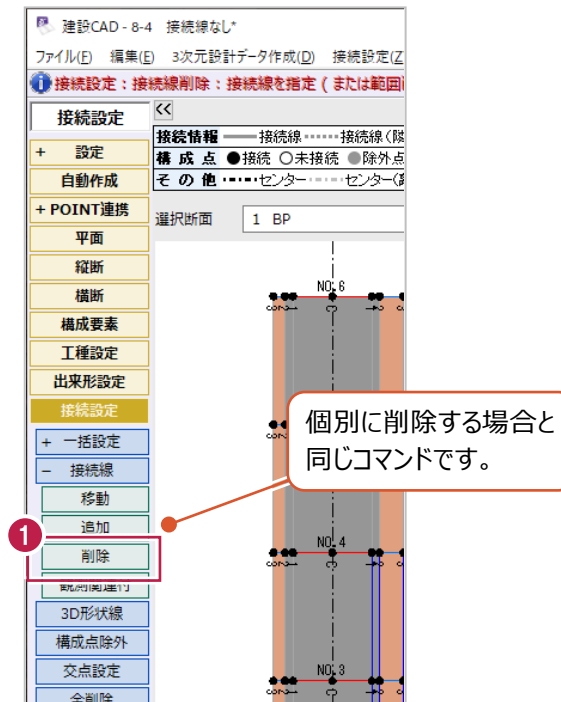 建設CAD - 8-4 接続線なし*
ファイル(F) 編集(E) 3次元設計データ作成(D) 接続設定(Z
接続設定：接続線削除：接続線を指定 ( または範囲
接続設定
<<
接続情報 接続線 接続線（隣
構成点 ●接続 ○未接続 ●除外点
その他 センター センター(
+ 設定
自動作成
+ POINT連携
選択断面 1 BP
平面
縦断
横断
構成要素
工種設定
出来形設定
接続設定
+ 一括設定
− 接続線
移動
追加
削除
3D形状線
構成点除外
交点設定
全削除
NO.6
NO.4
NO.3
個別に削除する場合と
同じコマンドです。
1